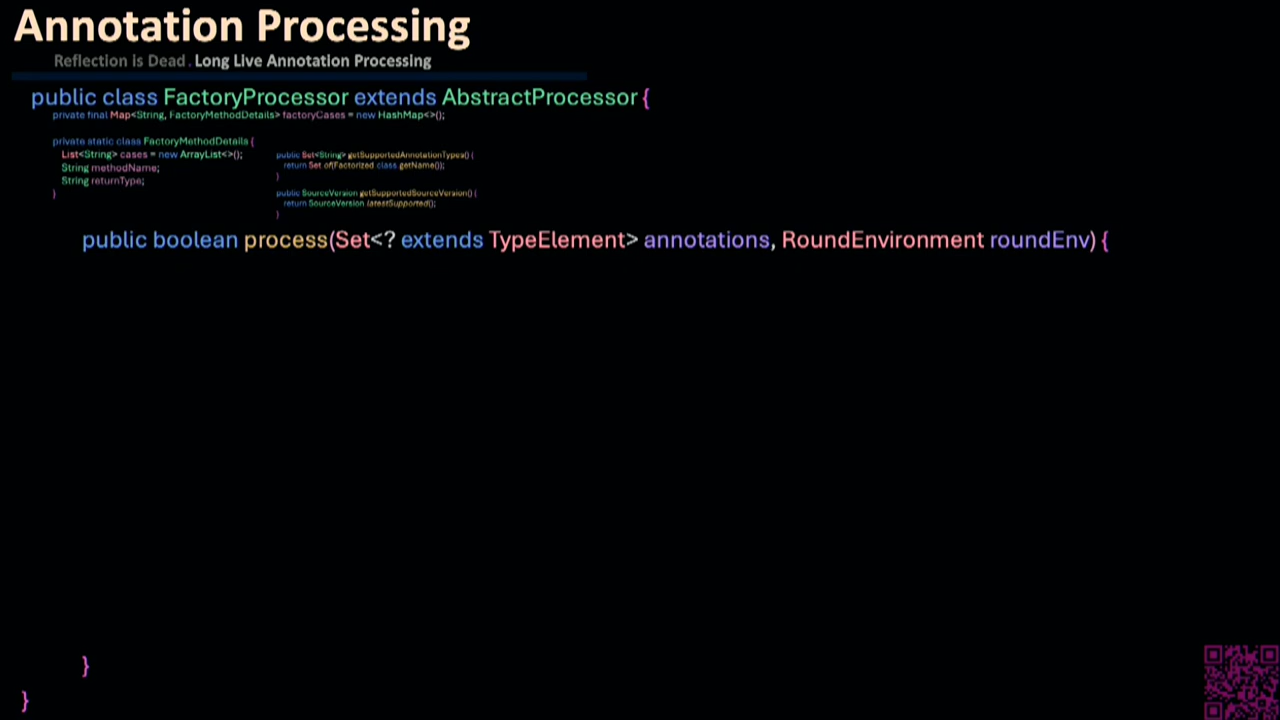 Annotation Processing
Reflection is Dead. Long Live Annotation Processing
public class FactoryProcessor extends AbstractProcessor {
private final Map<String, FactoryMethodDetails> factoryCases = new HashMap<>();
private static class FactoryMethodDetails {
List<String> cases = new ArrayList<>();
String methodName;
String returnType;
}
public Set<String> getSupportedAnnotationTypes() {
return Set of(Factorized class getName());
}
public SourceVersion getSupportedSourceVersion() {
return SourceVersion latestSupported();
}
public boolean process(Set<? extends TypeElement> annotations, RoundEnvironment roundEnv) {
}
}